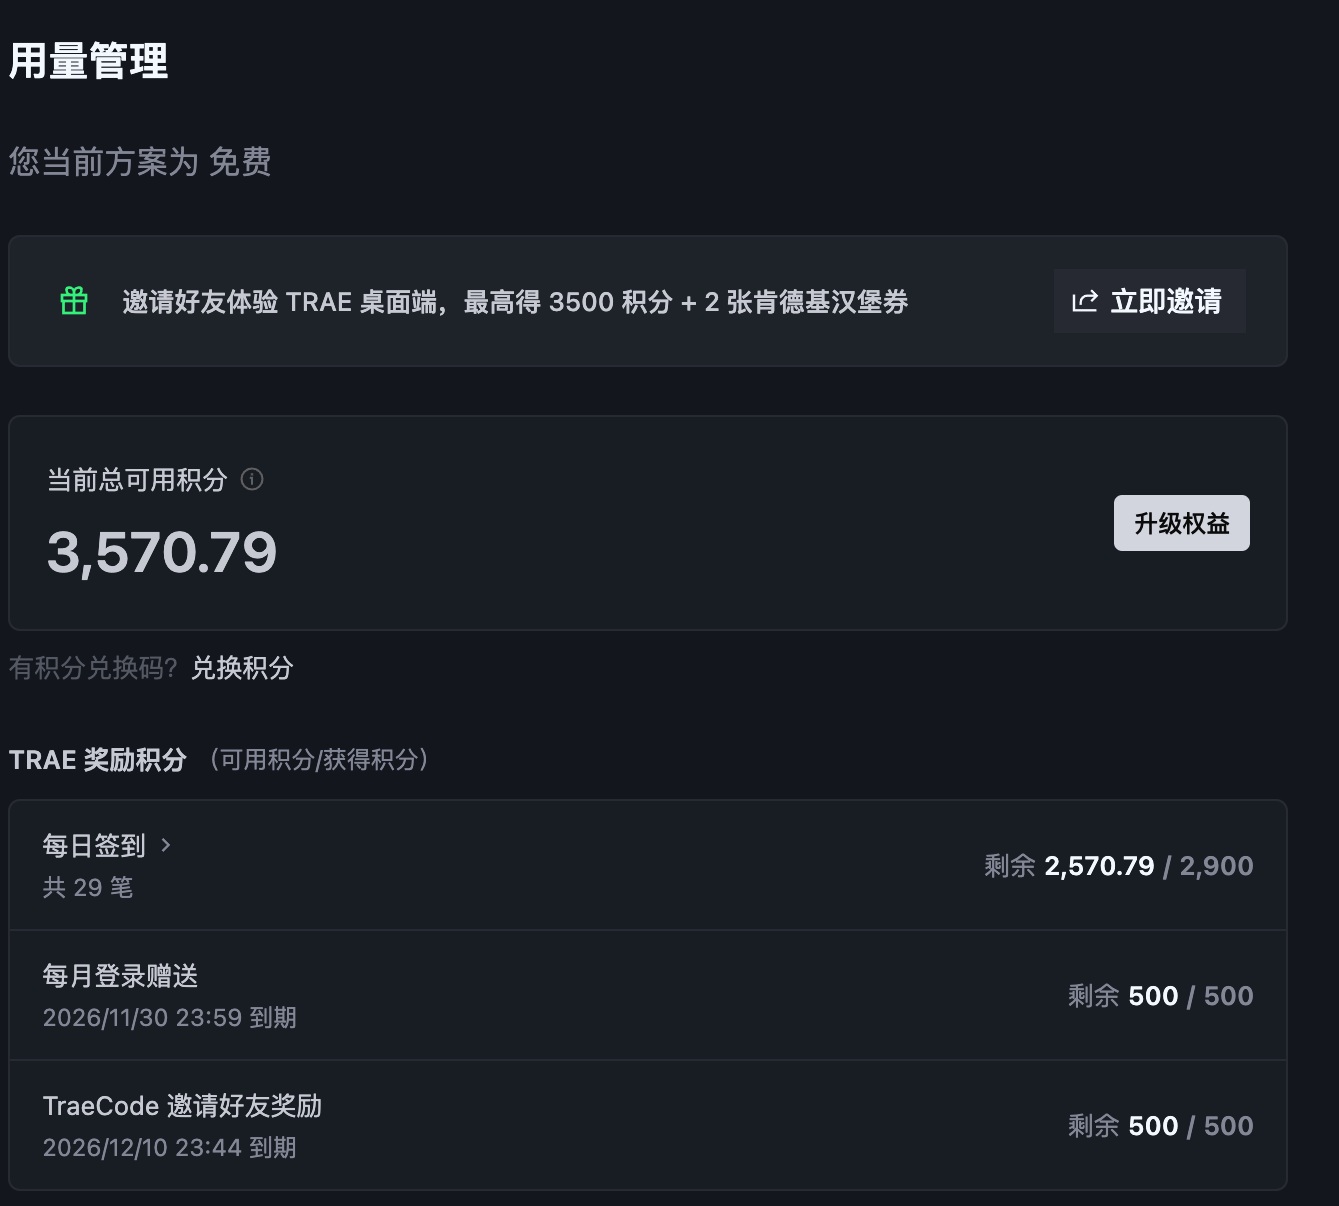 用量管理
您当前方案为 免费
邀请好友体验 TRAE 桌面端，最高得 3500 积分 + 2 张肯德基汉堡券
立即邀请
当前总可用积分
3,570.79
升级权益
有积分兑换码? 兑换积分
TRAE 奖励积分 （可用积分/获得积分）
每日签到
共 29 笔
剩余 2,570.79 / 2,900
每月登录赠送
2026/11/30 23:59 到期
剩余 500 / 500
TraeCode 邀请好友奖励
2026/12/10 23:44 到期
剩余 500 / 500